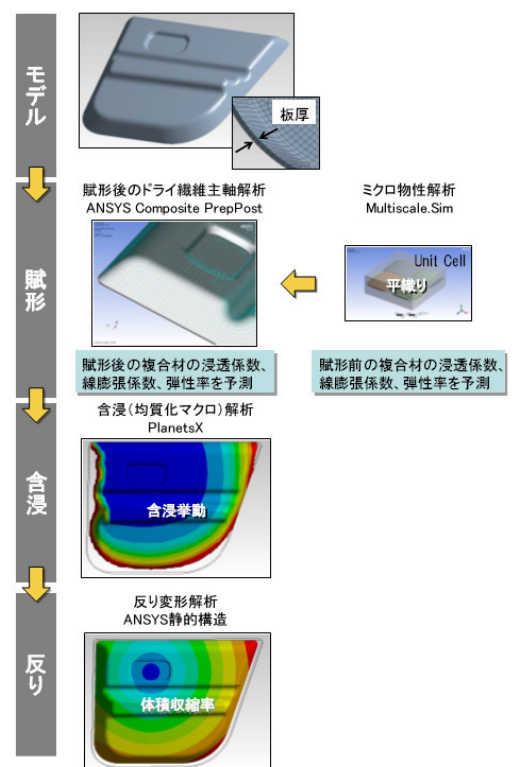 モデル
板厚
賦形
賦形後のドライ繊維主軸解析
ANSYS Composite PrepPost
ミクロ物性解析
Multiscale.Sim
Unit Cell
平織り
賦形後の複合材の浸透係数、
線膨張係数、弾性率を予測
賦形前の複合材の浸透係数、
線膨張係数、弾性率を予測
含浸
含浸(均質化マクロ)解析
PlanetsX
含浸挙動
反り
反り変形解析
ANSYS静的構造
体積収縮率